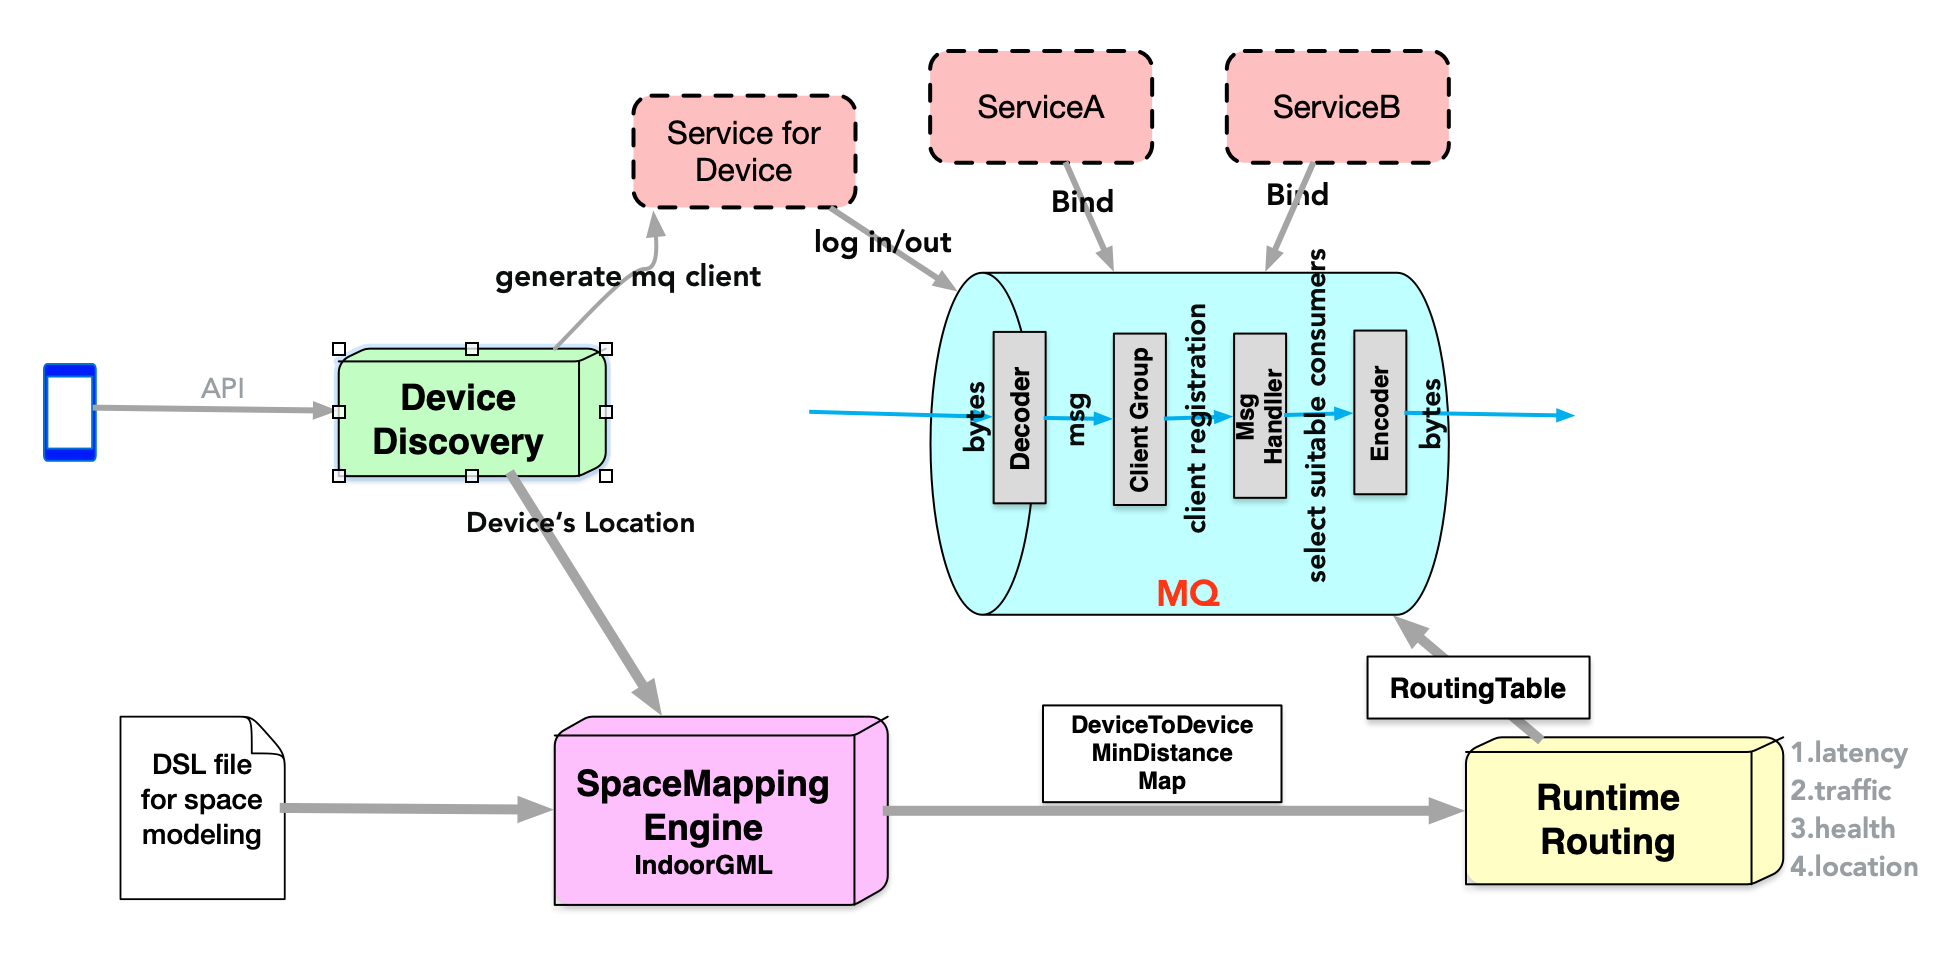 Service for
Device
ServiceA
ServiceB
Bind
Bind
log in/out
generate mq client
API
Device
Discovery
bytes
Decoder
msg
Client Group
client registration
Msg
Handller
select suitable consumers
Encoder
bytes
MQ
Device‘s Location
RoutingTable
DSL file
for space
modeling
SpaceMapping
Engine
IndoorGML
DeviceToDevice
MinDistance
Map
Runtime
Routing
1.latency
2.traffic
3.health
4.location